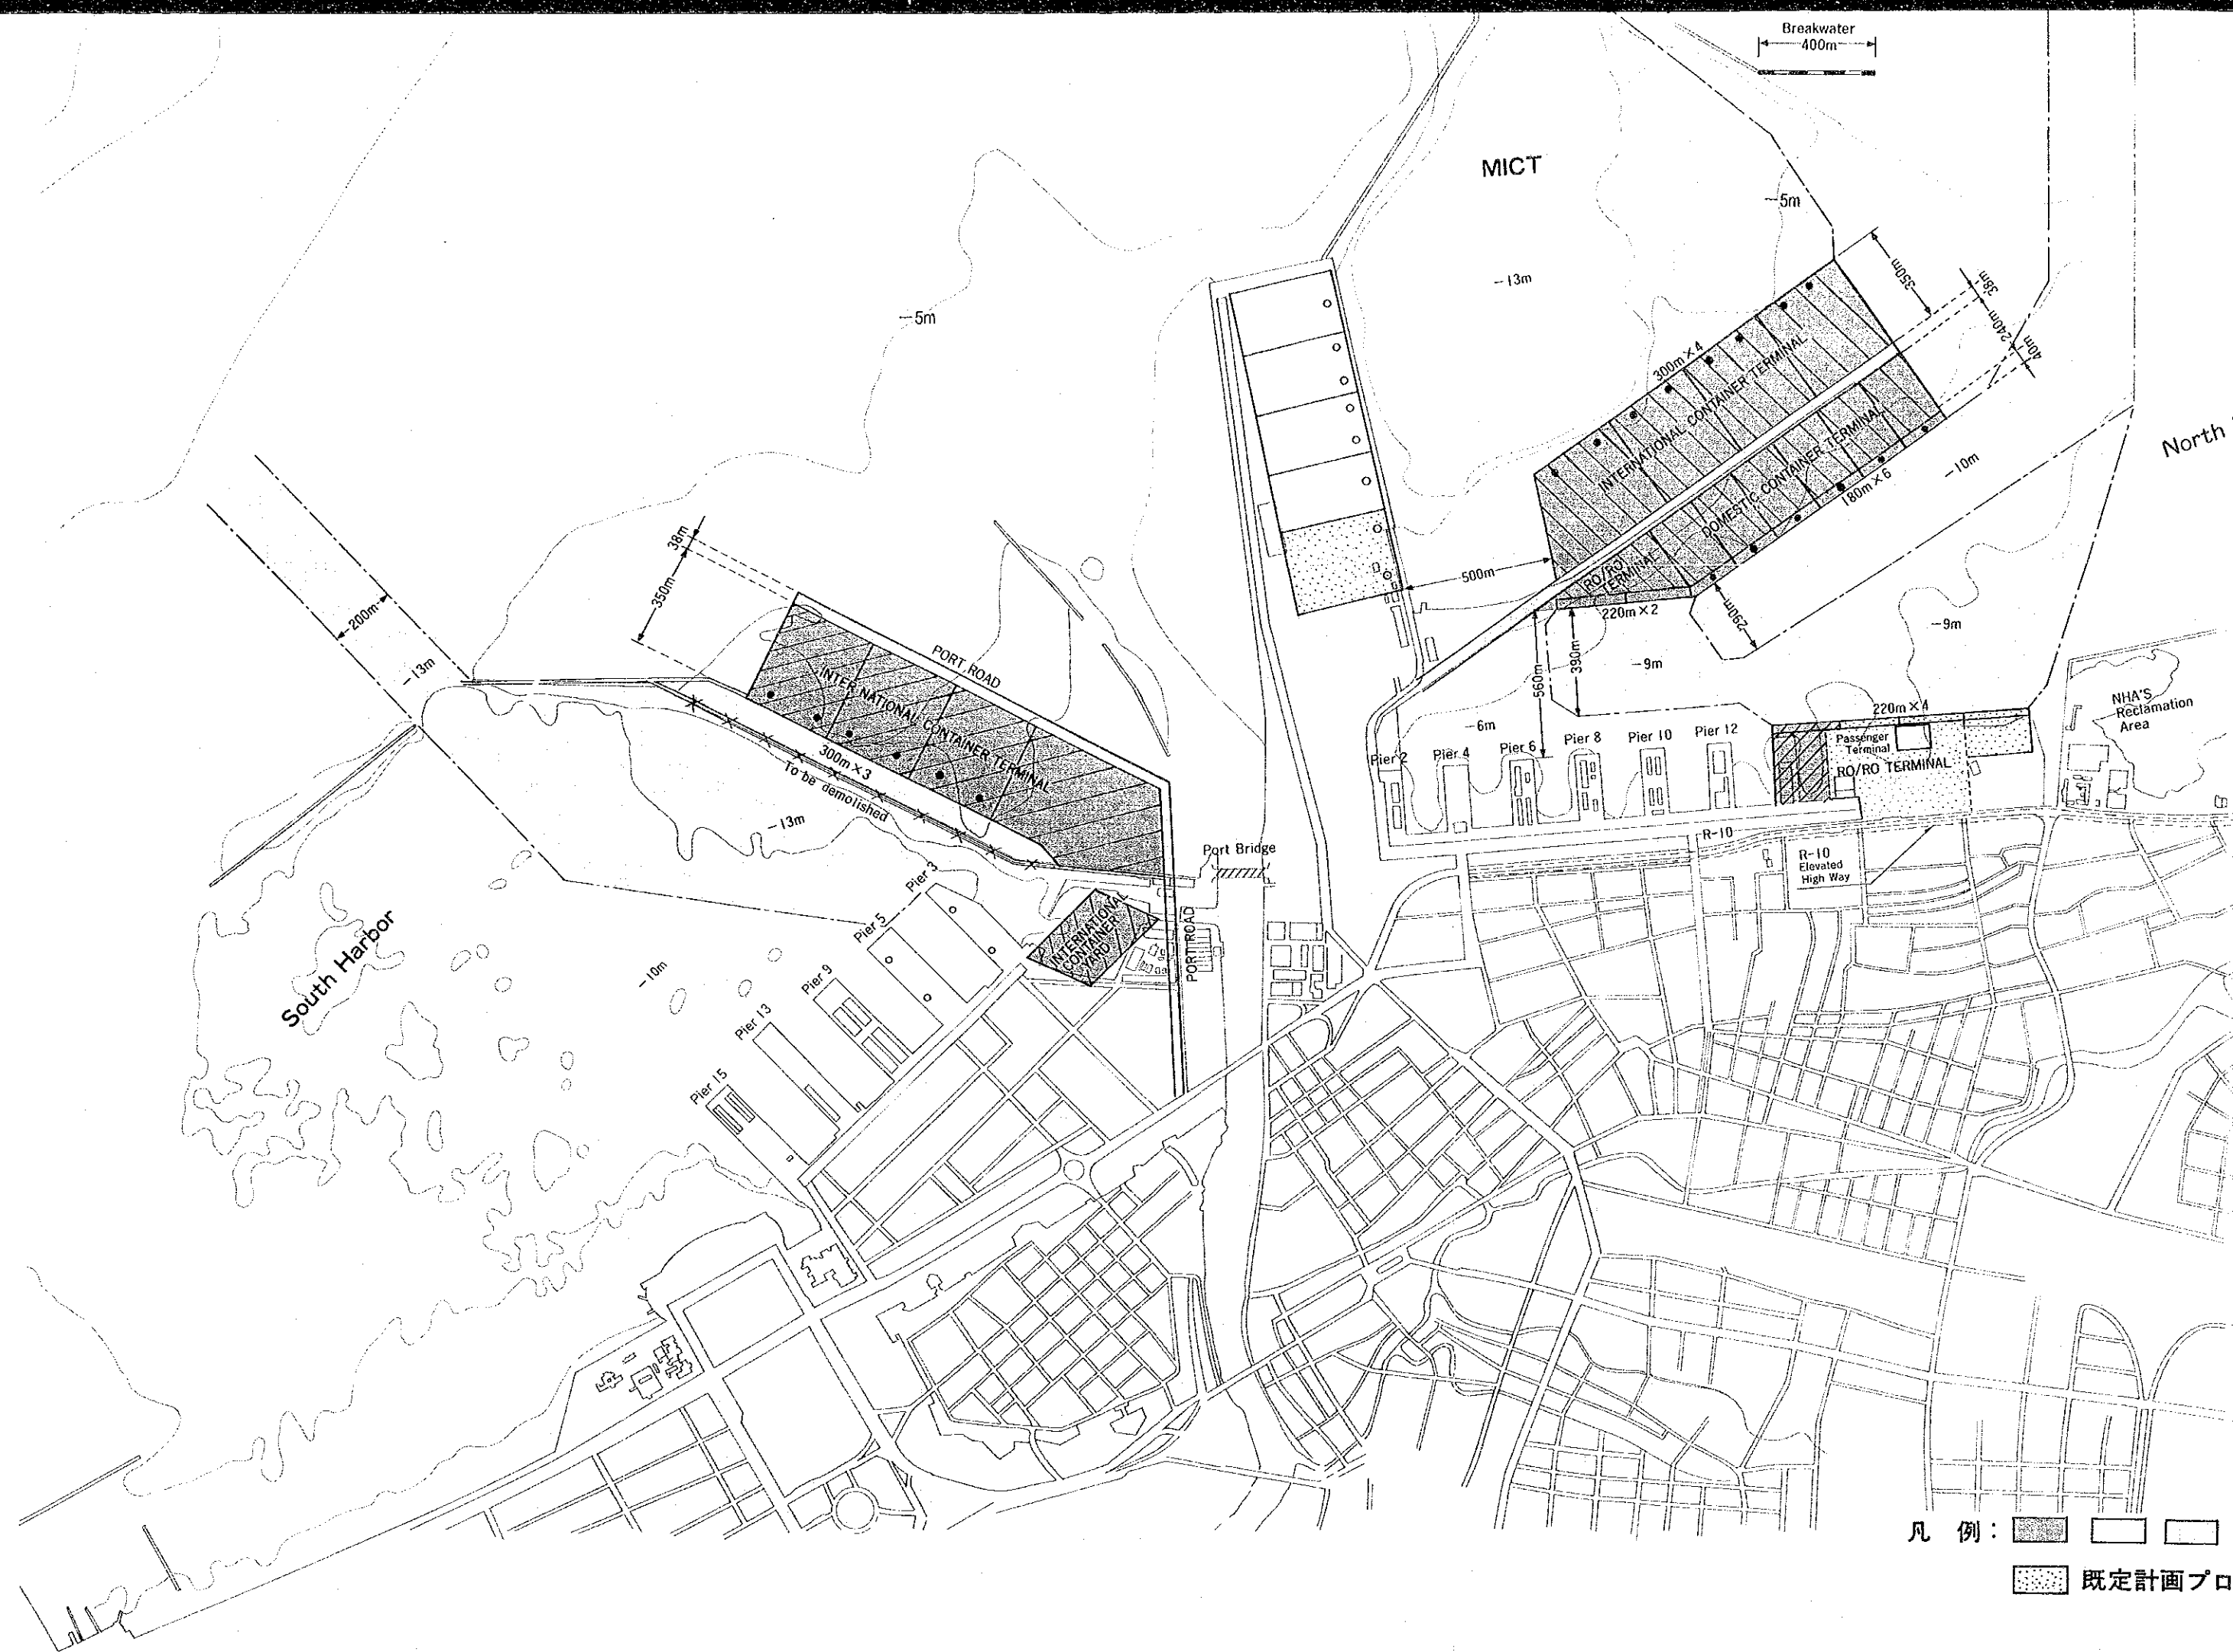 Breakwater
400m
MICT
-5m
-13m
-5m
350m
38m
240m
40m
300m×4
INTERNATIONAL CONTAINER TERMINAL
DOMESTIC CONTAINER TERMINAL
180m×6
-10m
North
RO/RO
TERMINAL
500m
220m×2
290m
390m
560m
-9m
-9m
-6m
38m
350m
200m
-13m
PORT ROAD
INTERNATIONAL CONTAINER TERMINAL
300m×3
To be demolished
-13m
Pier 2
Pier 4
Pier 6
Pier 8
Pier 10
Pier 12
220m×4
Passenger
Terminal
RO/RO TERMINAL
NHA'S
Reclamation
Area
R-10
R-10
Elevated
High Way
Port Bridge
Pier 3
Pier 5
Pier 9
Pier 13
Pier 15
INTERNATIONAL
CONTAINER
YARD
PORT ROAD
South Harbor
-10m
凡 例:
既定計画プロ